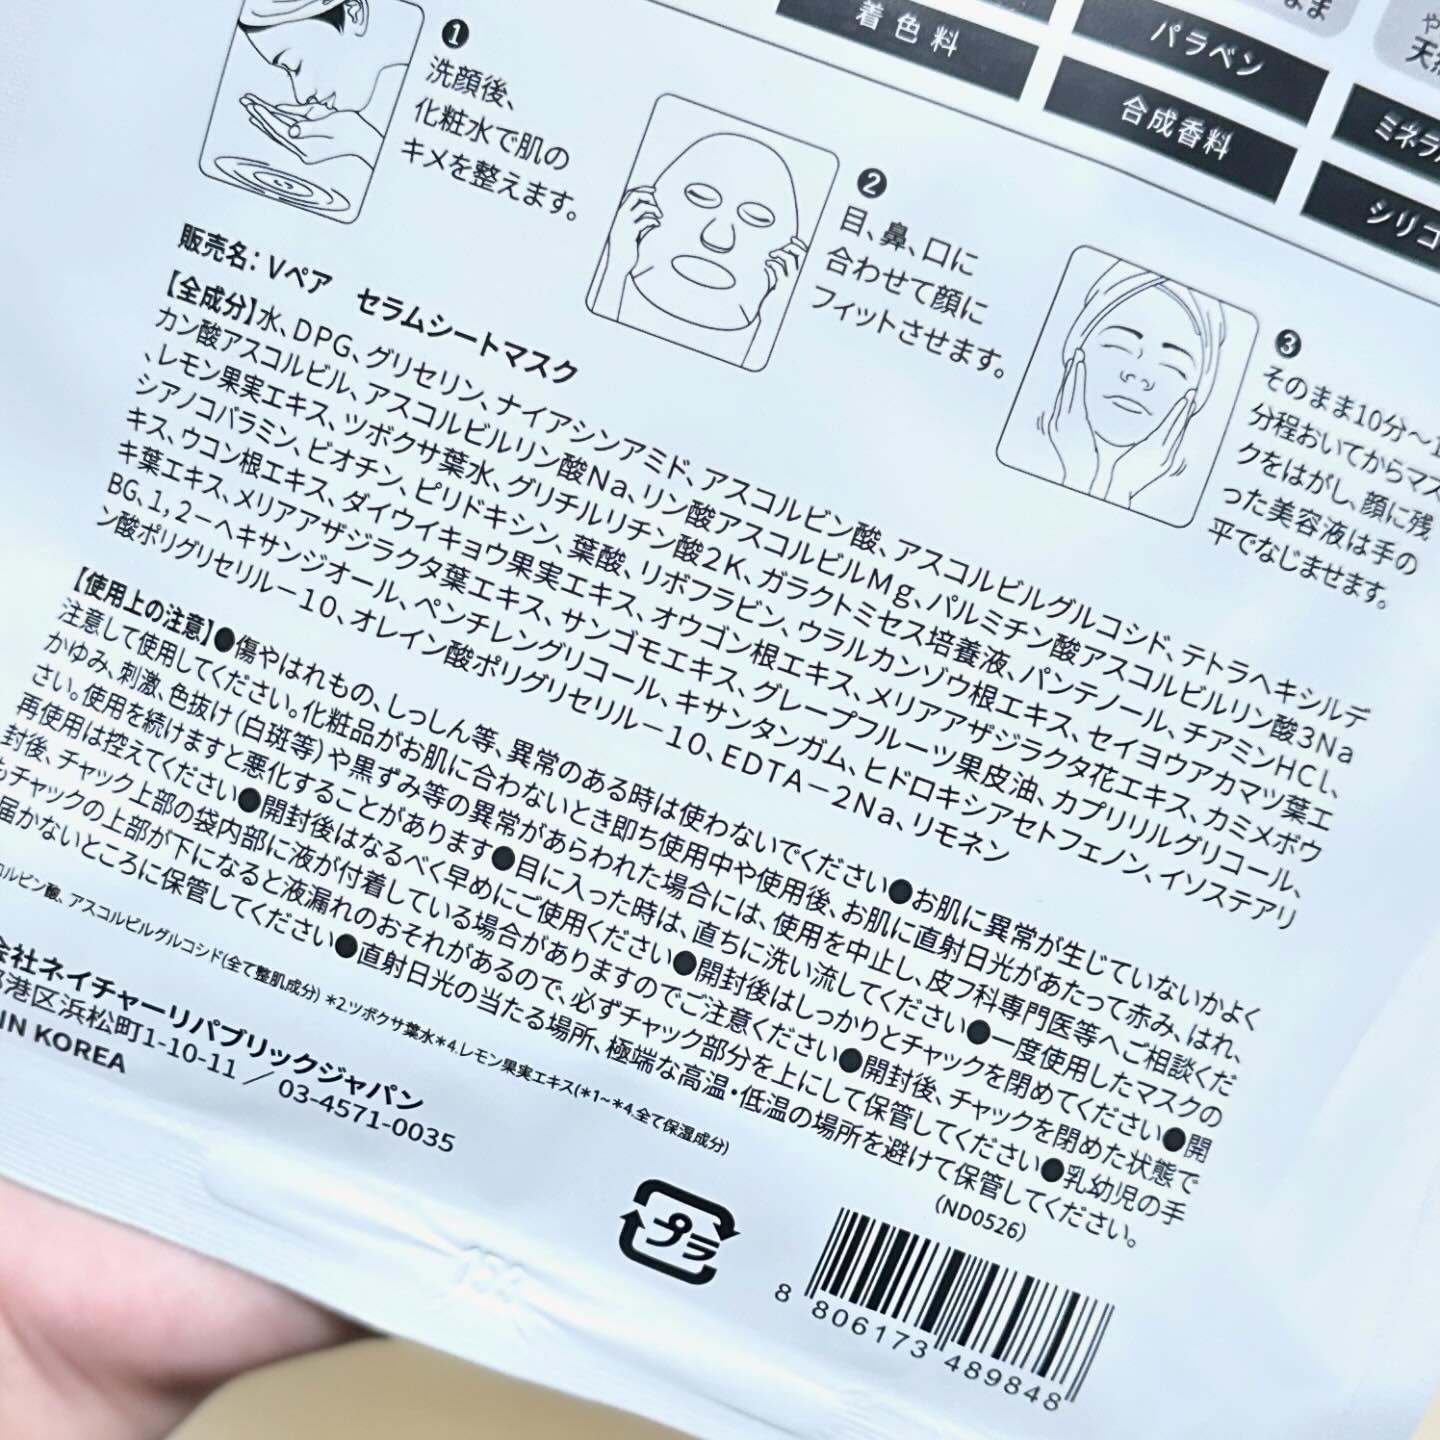 着色料
パラベン
合成香料
❶
洗顔後、
化粧水で肌の
キメを整えます。
❷
目、鼻、口に
合わせて顔に
フィットさせます。
❸
そのまま10分〜1
分程おいてからマス
クをはがし、顔に残
った美容液は手の
平でなじませます。
販売名：Vペア セラムシートマスク
【全成分】水、DPG、グリセリン、ナイアシンアミド、アスコルビン酸、アスコルビルグルコシド、テトラヘキシルデ
カン酸アスコルビル、アスコルビルリン酸Na、リン酸アスコルビルMg、パルミチン酸アスコルビルリン酸3Na
、レモン果実エキス、ツボクサ葉水、グリチルリチン酸2K、ガラクトミセス培養液、パンテノール、チアミンHCl、
シアノコバラミン、ビオチン、ピリドキシン、葉酸、リボフラビン、ウラルカンゾウ根エキス、セイヨウアカマツ葉エ
キス、ウコン根エキス、ダイウイキョウ果実エキス、オウゴン根エキス、メリアアザジラクタ花エキス、カミメボウ
キ葉エキス、メリアアザジラクタ葉エキス、サンゴモエキス、グレープフルーツ果皮油、カプリリルグリコール、
BG、1，2－ヘキサンジオール、ペンチレングリコール、キサンタンガム、ヒドロキシアセトフェノン、イソステアリ
ン酸ポリグリセリル－10、オレイン酸ポリグリセリル－10、EDTA－2Na、リモネン
【使用上の注意】●傷やはれもの、しっしん等、異常のある時は使わないでください●お肌に異常が生じていないかよく
注意して使用してください。化粧品がお肌に合わないとき即ち使用中や使用後、お肌に直射日光があたって赤み、はれ、
かゆみ、刺激、色抜け（白斑等）や黒ずみ等の異常があらわれた場合には、使用を中止し、皮フ科専門医等へご相談くだ
さい。使用を続けますと悪化することがあります●目に入った時は、直ちに洗い流してください●一度使用したマスクの
再使用は控えてください●開封後はなるべく早めにご使用ください●開封後はしっかりとチャックを閉めてください●開
封後、チャック上部の袋内部に液が付着している場合がありますのでご注意ください●開封後、チャックを閉めた状態で
もチャックの上部が下になると液漏れのおそれがあるので、必ずチャック部分を上にして保管してください●乳幼児の手
届かないところに保管してください●直射日光の当たる場所、極端な高温・低温の場所を避けて保管してください。
(ND0526)
コルビン酸、アスコルビルグルコシド(全て整肌成分) *2.ツボクサ葉水*4.レモン果実エキス(*1~*4.全て保湿成分)
会社ネイチャーリパブリックジャパン
港区浜松町1-10-11／03-4571-0035
IN KOREA
プラ
8 806173 489848